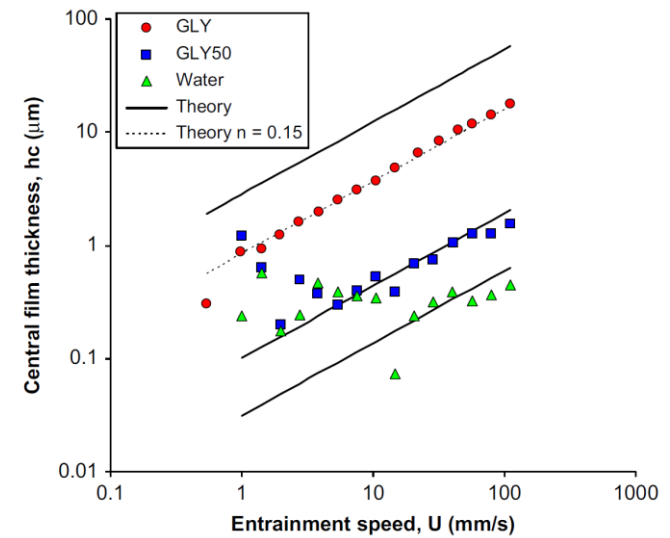 100
10
1
0.1
0.01
0.1
1
10
100
1000
Central film thickness, hc (μm)
Entrainment speed, U (mm/s)
GLY
GLY50
Water
Theory
Theory n = 0.15